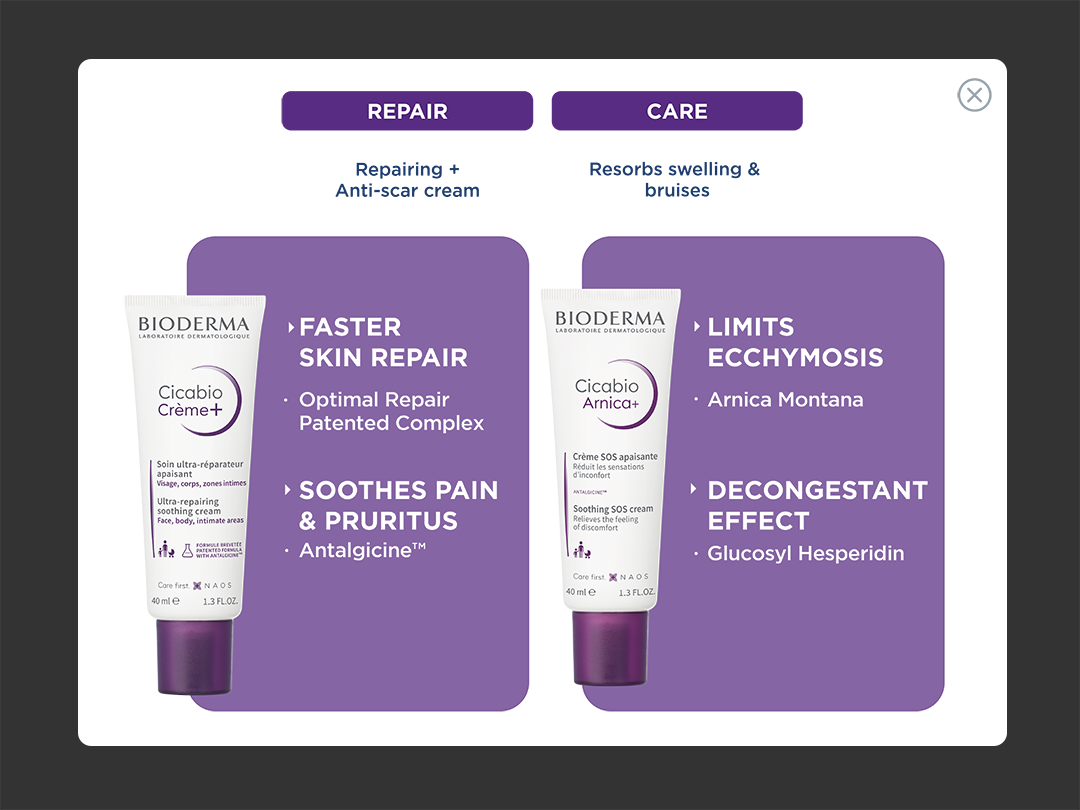 REPAIR
CARE
Repairing +
Anti-scar cream
Resorbs swelling &
bruises
BIODERMA
LABORATOIRE DERMATOLOGIQUE
Cicabio
Crème+
Soin ultra-réparateur
apaisant
Visage, corps, zones intimes
Ultra-repairing
soothing cream
Face, body, intimate areas
FORMULE BREVETÉE
PATENTED FORMULA
WITH ANTALGICINE™
Care first. NAOS
40 ml ℮ 1.3 FL.OZ.
FASTER
SKIN REPAIR
· Optimal Repair
Patented Complex
SOOTHES PAIN
& PRURITUS
· Antalgicine™
BIODERMA
LABORATOIRE DERMATOLOGIQUE
Cicabio
Arnica+
Crème SOS apaisante
Réduit les sensations
d'inconfort
ANTALGICINE™
Soothing SOS cream
Relieves the feeling
of discomfort
Care first. NAOS
40 ml ℮ 1.3 FL.OZ.
LIMITS
ECCHYMOSIS
· Arnica Montana
DECONGESTANT
EFFECT
· Glucosyl Hesperidin